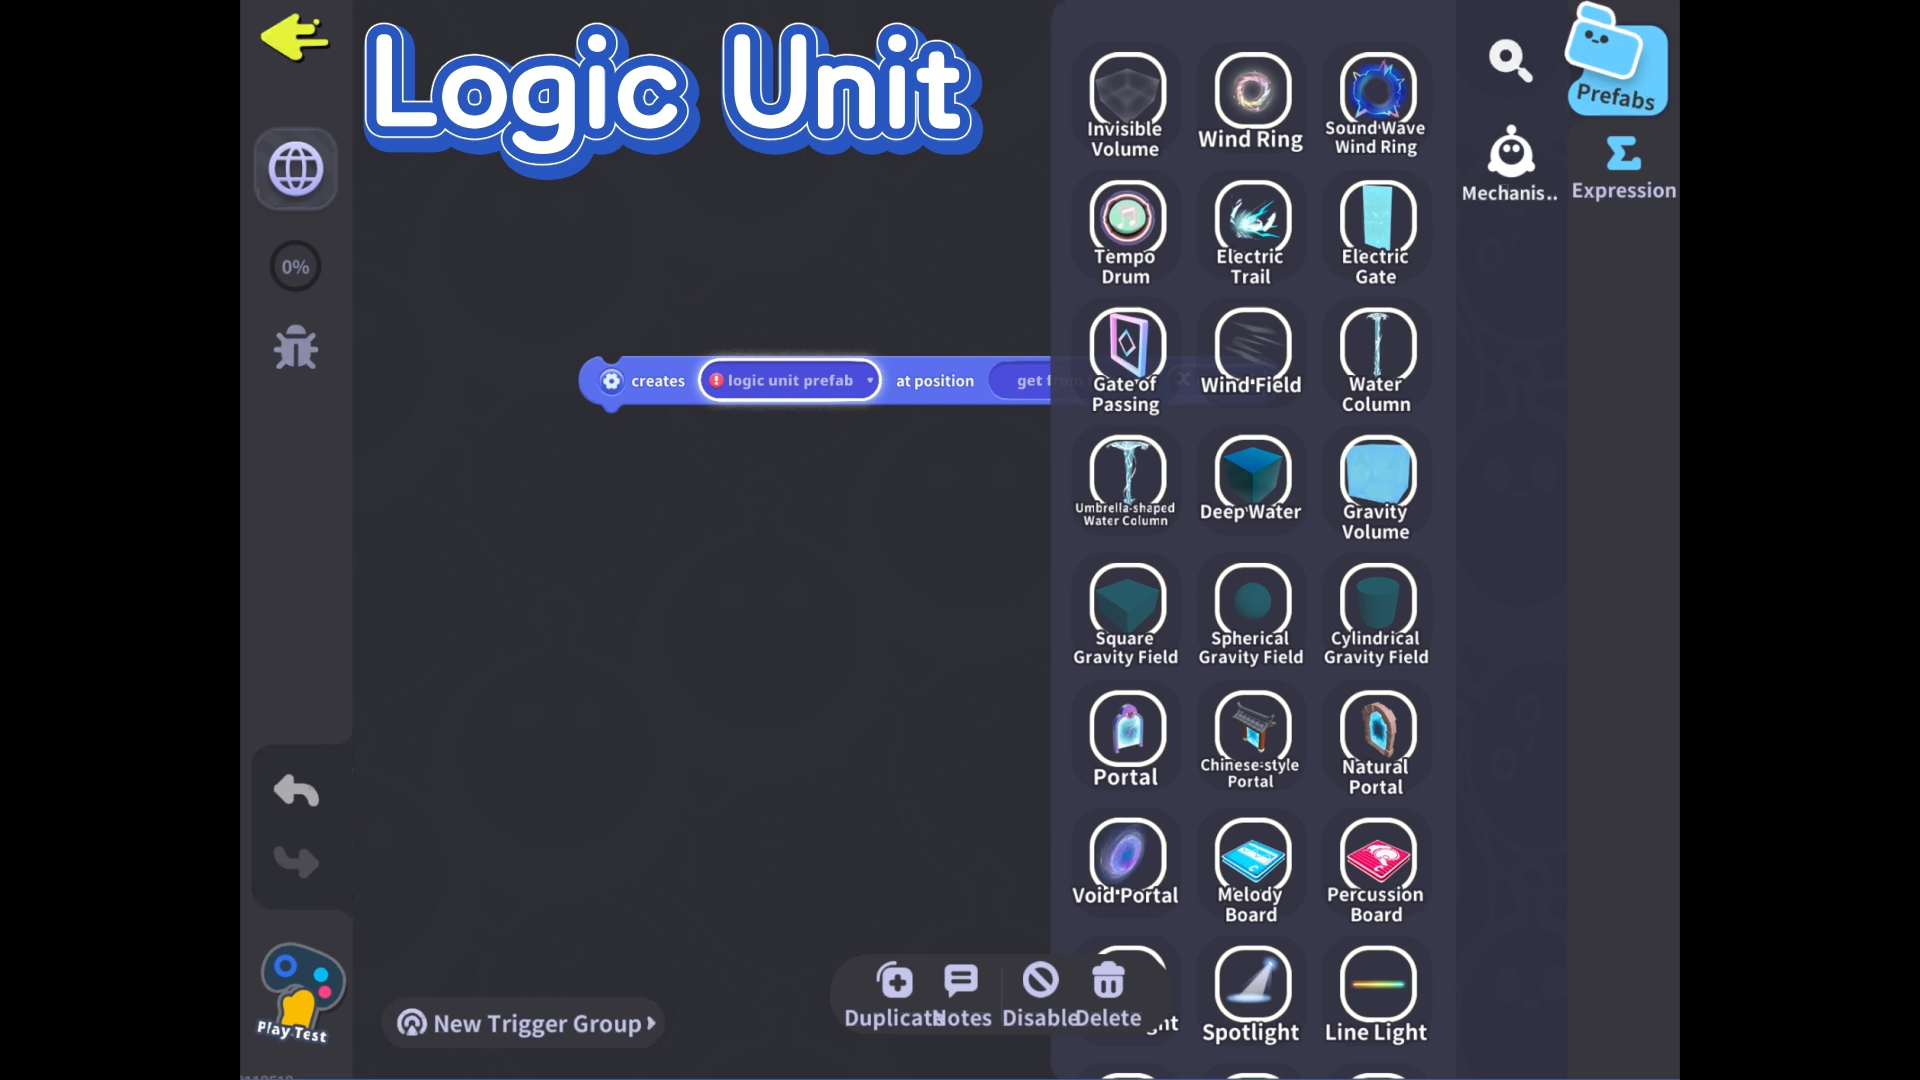 Logic Unit
Prefabs
Mechanis..
Expression
0%
Invisible
Volume
Wind Ring
Sound Wave
Wind Ring
Tempo
Drum
Electric
Trail
Electric
Gate
creates
logic unit prefab
at position
get from
x
Gate of
Passing
Wind Field
Water
Column
Umbrella-shaped
Water Column
Deep Water
Gravity
Volume
Square
Gravity Field
Spherical
Gravity Field
Cylindrical
Gravity Field
Portal
Chinese-style
Portal
Natural
Portal
Void Portal
Melody
Board
Percussion
Board
Spotlight
Line Light
Play Test
New Trigger Group
Duplicate
Notes
Disable
Delete